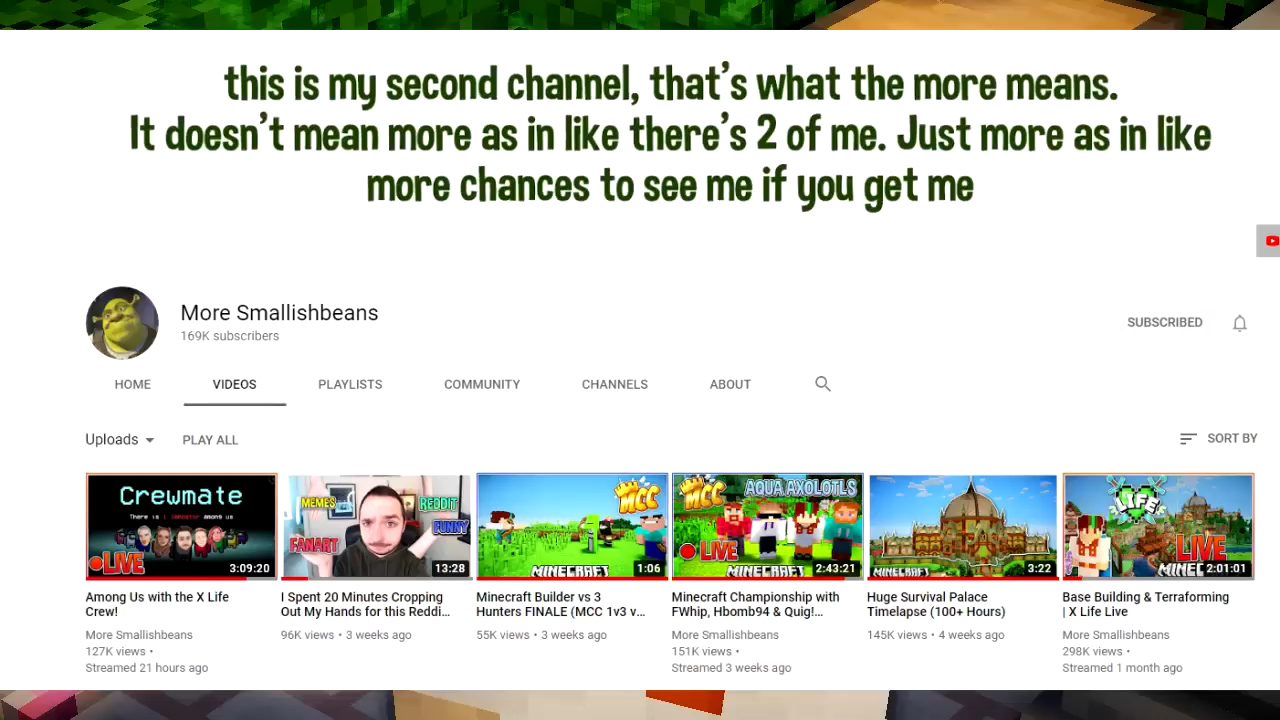 this is my second channel, that's what the more means.
It doesn't mean more as in like there's 2 of me. Just more as in like
more chances to see me if you get me
More Smallishbeans
169K subscribers
SUBSCRIBED
HOME VIDEOS PLAYLISTS COMMUNITY CHANNELS ABOUT
Uploads PLAY ALL SORT BY
Crewmate
There is 1 Impostor among us
LIVE
3:09:20
MEMES
REDDIT
FUNNY
FANART
13:28
MCC
MINECRAFT
1:06
MCC
AQUA AXOLOTLS
LIVE
MINECRAFT
2:43:21
MINECRAFT
3:22
LIFE
LIVE
MINECRAFT
2:01:01
Among Us with the X Life
Crew!
More Smallishbeans
127K views •
Streamed 21 hours ago
I Spent 20 Minutes Cropping
Out My Hands for this Reddi...
96K views • 3 weeks ago
Minecraft Builder vs 3
Hunters FINALE (MCC 1v3 v...
55K views • 3 weeks ago
Minecraft Championship with
FWhip, Hbomb94 & Quig!...
More Smallishbeans
151K views •
Streamed 3 weeks ago
Huge Survival Palace
Timelapse (100+ Hours)
145K views • 4 weeks ago
Base Building & Terraforming
| X Life Live
More Smallishbeans
298K views •
Streamed 1 month ago